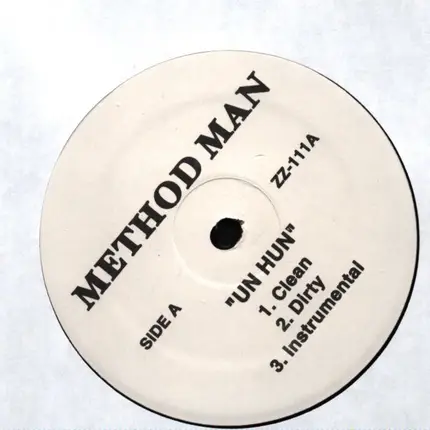 METHOD MAN
ZZ-111A
SIDE A
"UN HUN"
1. Clean
2. Dirty
3. Instrumental